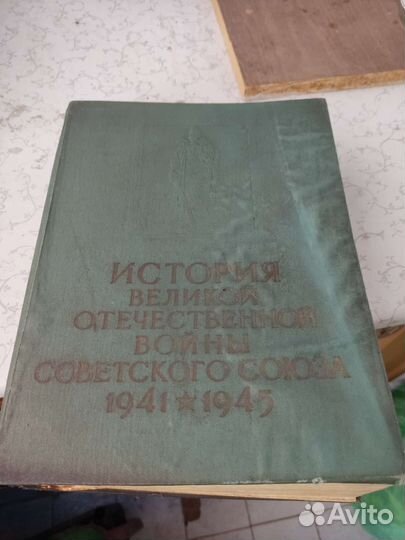 ИСТОРИЯ
ВЕЛИКОЙ
ОТЕЧЕСТВЕННОЙ
ВОЙНЫ
СОВЕТСКОГО СОЮЗА
1941 ★ 1945
Avito